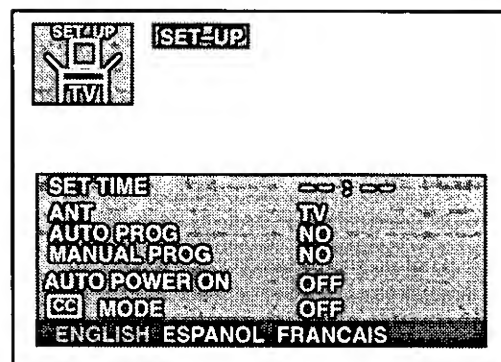 SET-UP
TV
SET-UP
SET TIME -- : --
ANT TV
AUTO PROG NO
MANUAL PROG NO
AUTO POWER ON OFF
CC MODE OFF
ENGLISH ESPANOL FRANCAIS